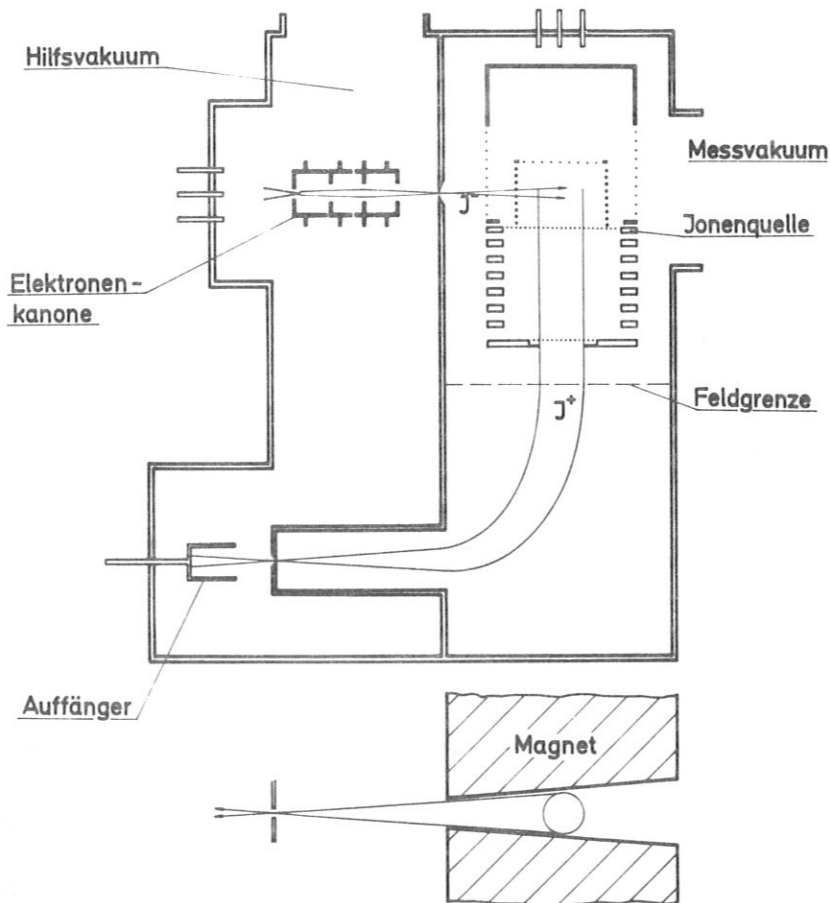 Hilfsvakuum
Messvakuum
J⁻
Jonenquelle
Elektronen-
kanone
Feldgrenze
J⁺
Auffänger
Magnet